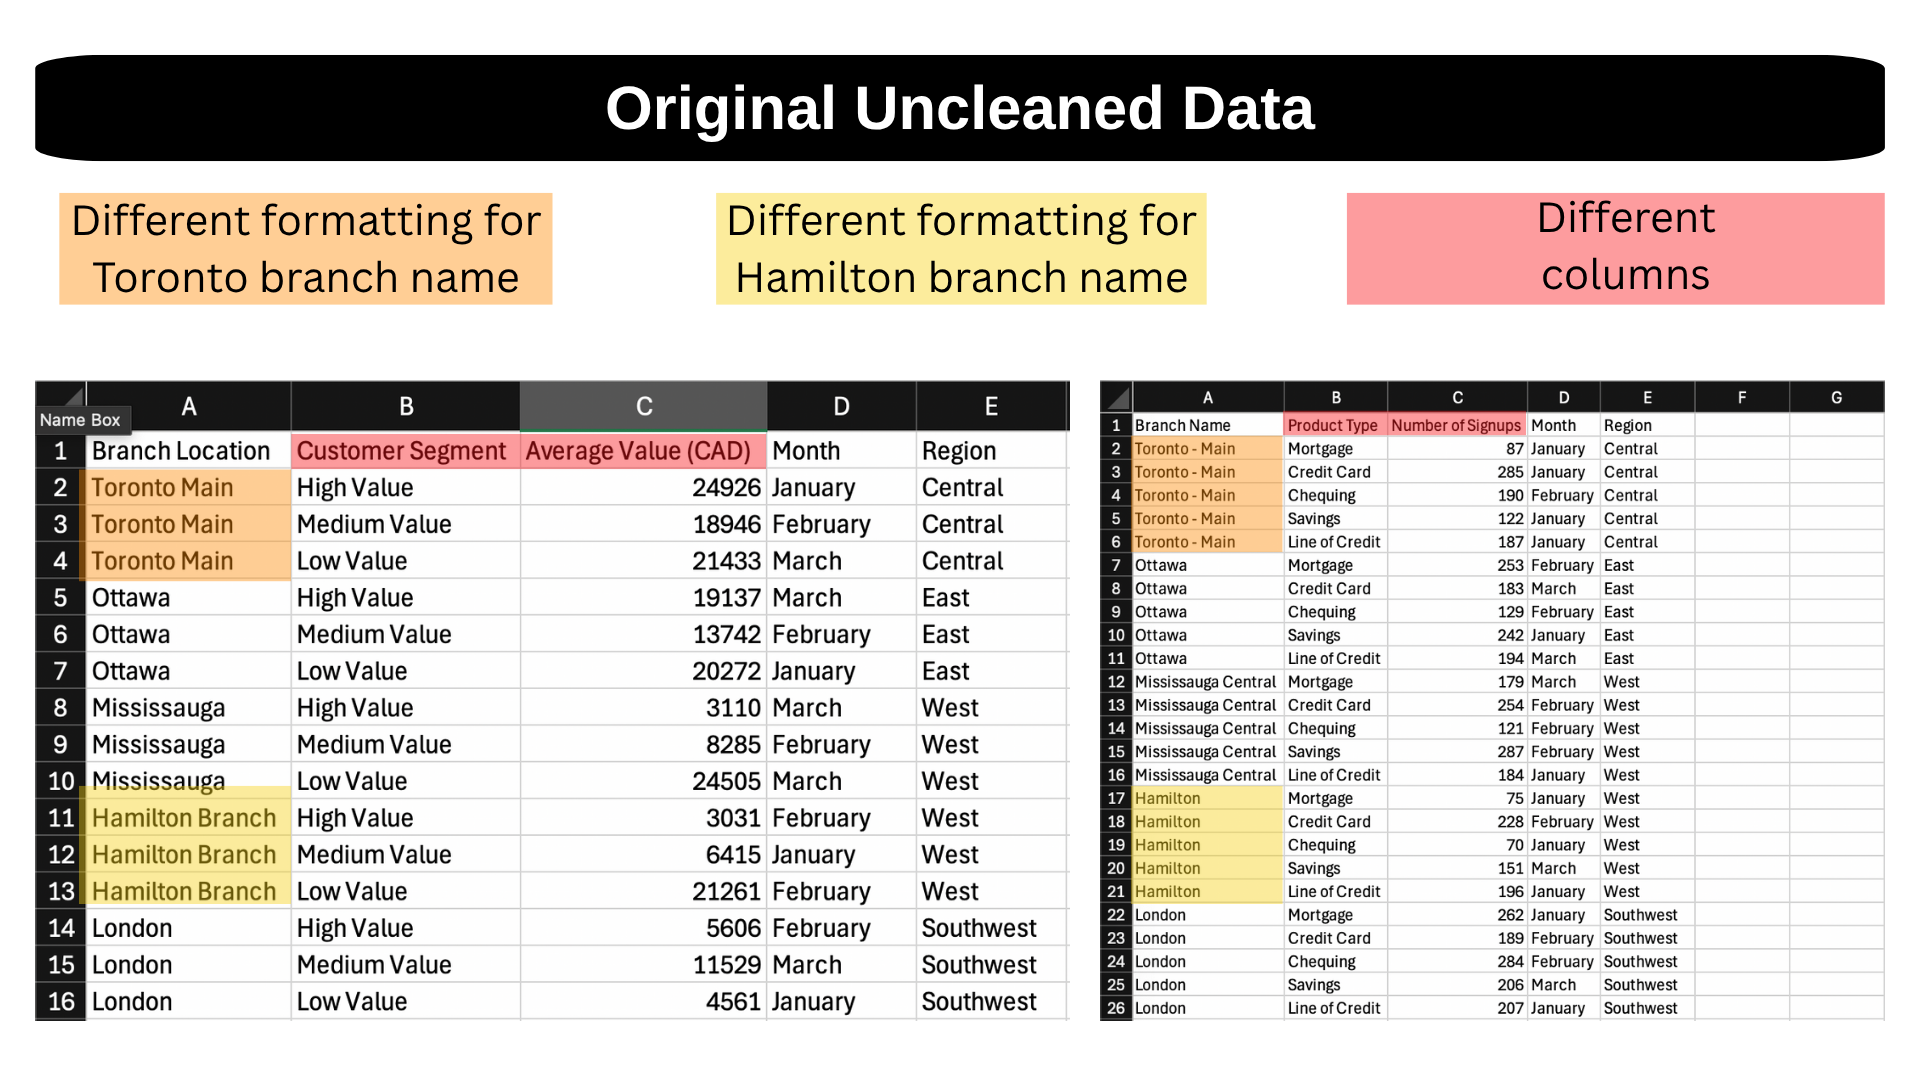 Original Uncleaned Data
Different formatting for
Toronto branch name
Different formatting for
Hamilton branch name
Different
columns
A B C D E
Name Box
1 Branch Location Customer Segment Average Value (CAD) Month Region
2 Toronto Main High Value 24926 January Central
3 Toronto Main Medium Value 18946 February Central
4 Toronto Main Low Value 21433 March Central
5 Ottawa High Value 19137 March East
6 Ottawa Medium Value 13742 February East
7 Ottawa Low Value 20272 January East
8 Mississauga High Value 3110 March West
9 Mississauga Medium Value 8285 February West
10 Mississauga Low Value 24505 March West
11 Hamilton Branch High Value 3031 February West
12 Hamilton Branch Medium Value 6415 January West
13 Hamilton Branch Low Value 21261 February West
14 London High Value 5606 February Southwest
15 London Medium Value 11529 March Southwest
16 London Low Value 4561 January Southwest
A B C D E F G
1 Branch Name Product Type Number of Signups Month Region
2 Toronto - Main Mortgage 87 January Central
3 Toronto - Main Credit Card 285 January Central
4 Toronto - Main Chequing 190 February Central
5 Toronto - Main Savings 122 January Central
6 Toronto - Main Line of Credit 187 January Central
7 Ottawa Mortgage 253 February East
8 Ottawa Credit Card 183 March East
9 Ottawa Chequing 129 February East
10 Ottawa Savings 242 January East
11 Ottawa Line of Credit 194 March East
12 Mississauga Central Mortgage 179 March West
13 Mississauga Central Credit Card 254 February West
14 Mississauga Central Chequing 121 February West
15 Mississauga Central Savings 287 February West
16 Mississauga Central Line of Credit 184 January West
17 Hamilton Mortgage 75 January West
18 Hamilton Credit Card 228 February West
19 Hamilton Chequing 70 January West
20 Hamilton Savings 151 March West
21 Hamilton Line of Credit 196 January West
22 London Mortgage 262 January Southwest
23 London Credit Card 189 February Southwest
24 London Chequing 284 February Southwest
25 London Savings 206 March Southwest
26 London Line of Credit 207 January Southwest